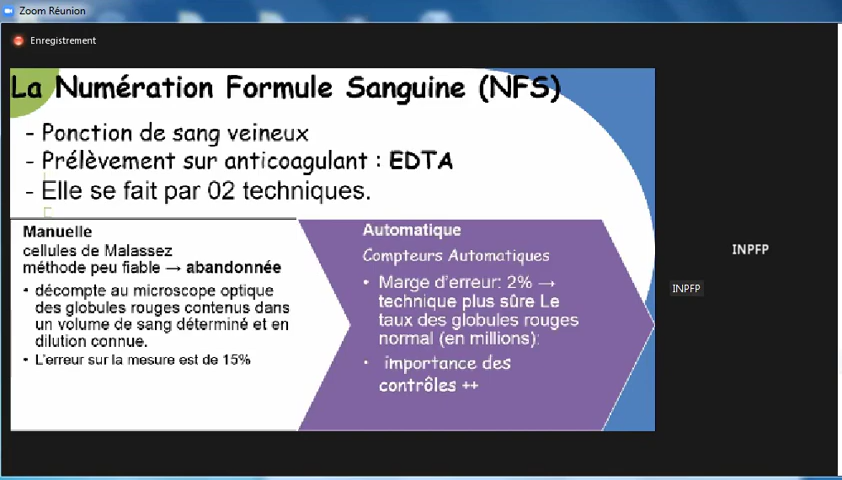 Zoom Réunion
Enregistrement
La Numération Formule Sanguine (NFS)
- Ponction de sang veineux
- Prélèvement sur anticoagulant : EDTA
- Elle se fait par 02 techniques.
Manuelle
cellules de Malassez
méthode peu fiable → abandonnée
• décompte au microscope optique
des globules rouges contenus dans
un volume de sang déterminé et en
dilution connue.
• L'erreur sur la mesure est de 15%
Automatique
Compteurs Automatiques
• Marge d'erreur: 2% →
technique plus sûre Le
taux des globules rouges
normal (en millions):
• importance des
contrôles ++
INPFP
INPFP